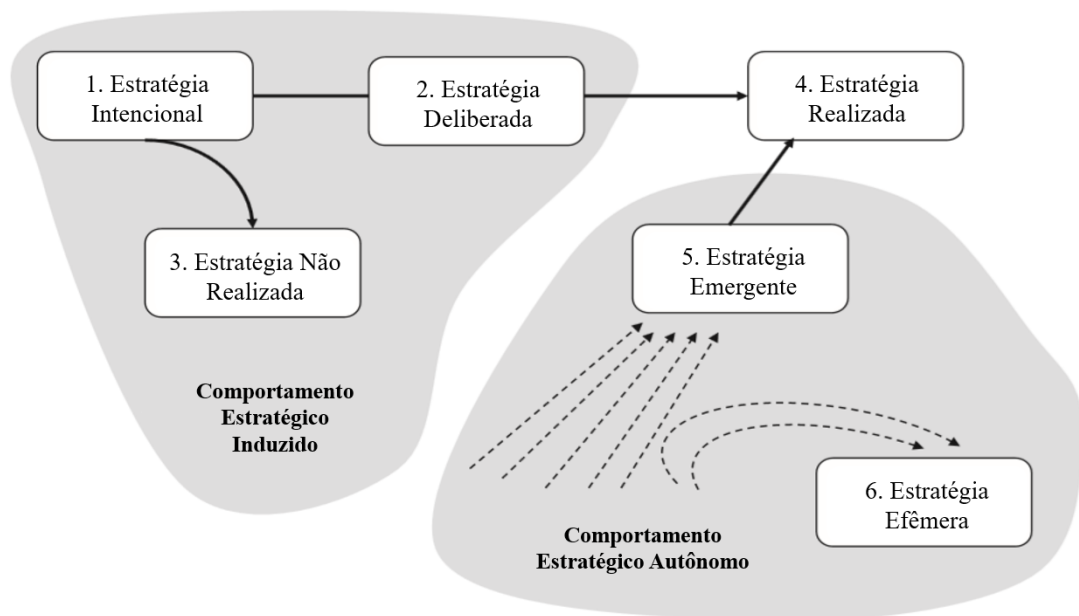 1. Estratégia
Intencional
2. Estratégia
Deliberada
4. Estratégia
Realizada
3. Estratégia Não
Realizada
5. Estratégia
Emergente
Comportamento
Estratégico
Induzido
6. Estratégia
Efêmera
Comportamento
Estratégico Autônomo